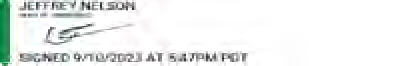 JEFFREY NELSON
SIGNED 9/10/2023 AT 5:47PM PDT